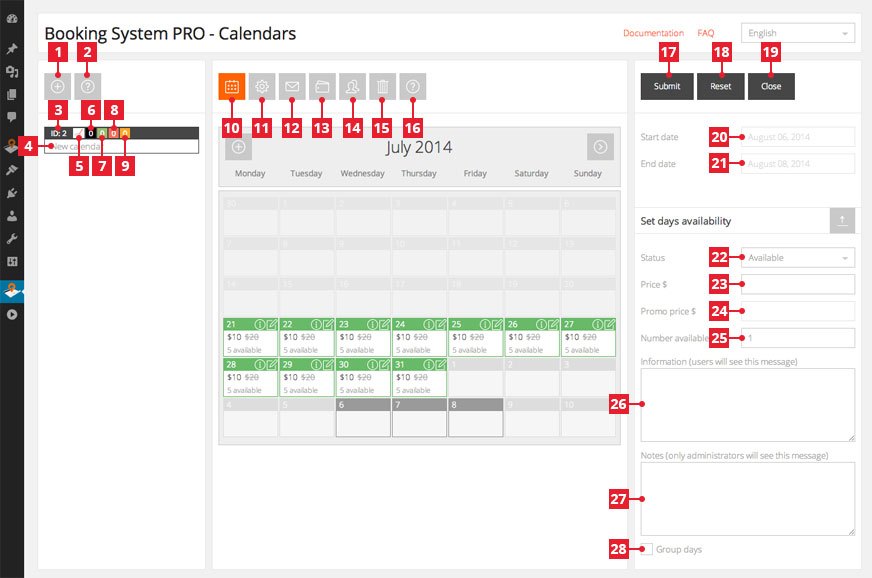 Booking System PRO - Calendars
Documentation FAQ English
1 2
3 6 8
ID: 2 0 0 0 0
4 New calendar
5 7 9
10 11 12 13 14 15 16
July 2014
Monday Tuesday Wednesday Thursday Friday Saturday Sunday
30 1 2 3 4 5 6
7 8 9 10 11 12 13
14 15 16 17 18 19 20
21 22 23 24 25 26 27
$10 $20 $10 $20 $10 $20 $10 $20 $10 $20 $10 $20 $10 $20
5 available 5 available 5 available 5 available 5 available 5 available 5 available
28 29 30 31 1 2 3
$10 $20 $10 $20 $10 $20 $10 $20
5 available 5 available 5 available 5 available
4 5 6 7 8 9 10
17 18 19
Submit Reset Close
Start date 20 August 06, 2014
End date 21 August 08, 2014
Set days availability
Status 22 Available
Price $ 23
Promo price $ 24
Number available 25 1
Information (users will see this message)
26
Notes (only administrators will see this message)
27
28 Group days